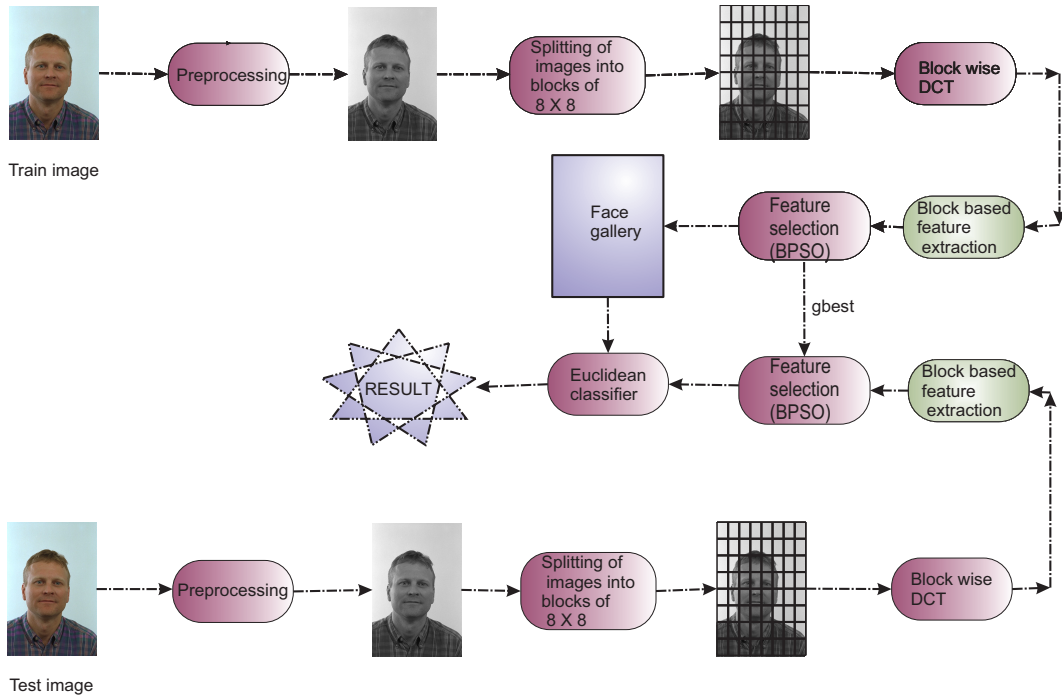 Preprocessing
Splitting of
images into
blocks of
8 X 8
Block wise
DCT
Train image
Face
gallery
Feature
selection
(BPSO)
Block based
feature
extraction
gbest
RESULT
Euclidean
classifier
Feature
selection
(BPSO)
Block based
feature
extraction
Preprocessing
Splitting of
images into
blocks of
8 X 8
Block wise
DCT
Test image